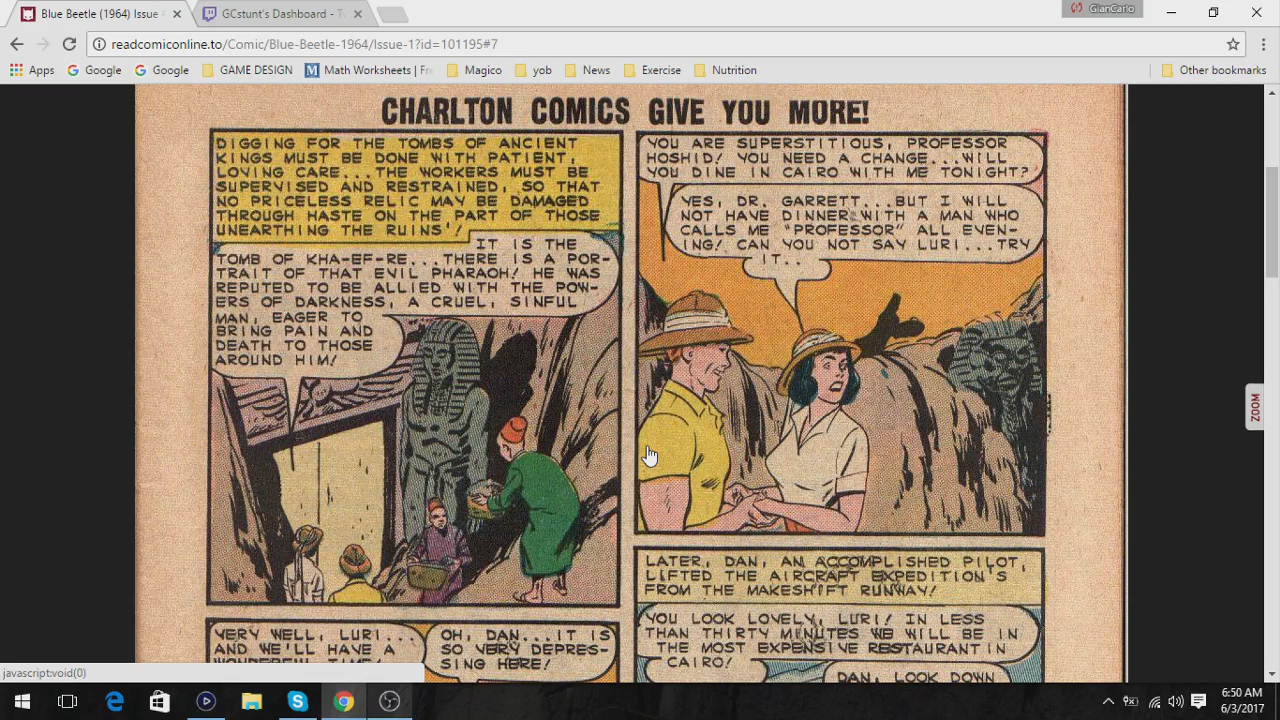 Blue Beetle (1964) Issue
GCstunt's Dashboard - Tw
GianCarlo
readcomiconline.to/Comic/Blue-Beetle-1964/Issue-1?id=101195#7
Apps
Google
Google
GAME DESIGN
Math Worksheets | Fr
Magico
yob
News
Exercise
Nutrition
Other bookmarks
CHARLTON COMICS GIVE YOU MORE!
DIGGING FOR THE TOMBS OF ANCIENT
KINGS MUST BE DONE WITH PATIENT,
LOVING CARE...THE WORKERS MUST BE
SUPERVISED AND RESTRAINED, SO THAT
NO PRICELESS RELIC MAY BE DAMAGED
THROUGH HASTE ON THE PART OF THOSE
UNEARTHING THE RUINS'!
IT IS THE
TOMB OF KHA-EF-RE...THERE IS A POR-
TRAIT OF THAT EVIL PHARAOH! HE WAS
REPUTED TO BE ALLIED WITH THE POW-
ERS OF DARKNESS, A CRUEL, SINFUL
MAN, EAGER TO
BRING PAIN AND
DEATH TO THOSE
AROUND HIM!
YOU ARE SUPERSTITIOUS, PROFESSOR
HOSHID! YOU NEED A CHANGE...WILL
YOU DINE IN CAIRO WITH ME TONIGHT?
YES, DR. GARRETT...BUT I WILL
NOT HAVE DINNER WITH A MAN WHO
CALLS ME "PROFESSOR" ALL EVEN-
ING! CAN YOU NOT SAY LURI...TRY
IT..
ZOOM
VERY WELL, LURI...
AND WE'LL HAVE A
WONDERFUL TIME!
OH, DAN...IT IS
SO VERY DEPRES-
SING HERE!
LATER, DAN, AN ACCOMPLISHED PILOT,
LIFTED THE AIRCRAFT EXPEDITION'S
FROM THE MAKESHIFT RUNWAY!
YOU LOOK LOVELY, LURI! IN LESS
THAN THIRTY MINUTES WE WILL BE IN
THE MOST EXPENSIVE RESTAURANT IN
CAIRO!
DAN, LOOK DOWN
javascript:void(0)
6:50 AM
6/3/2017